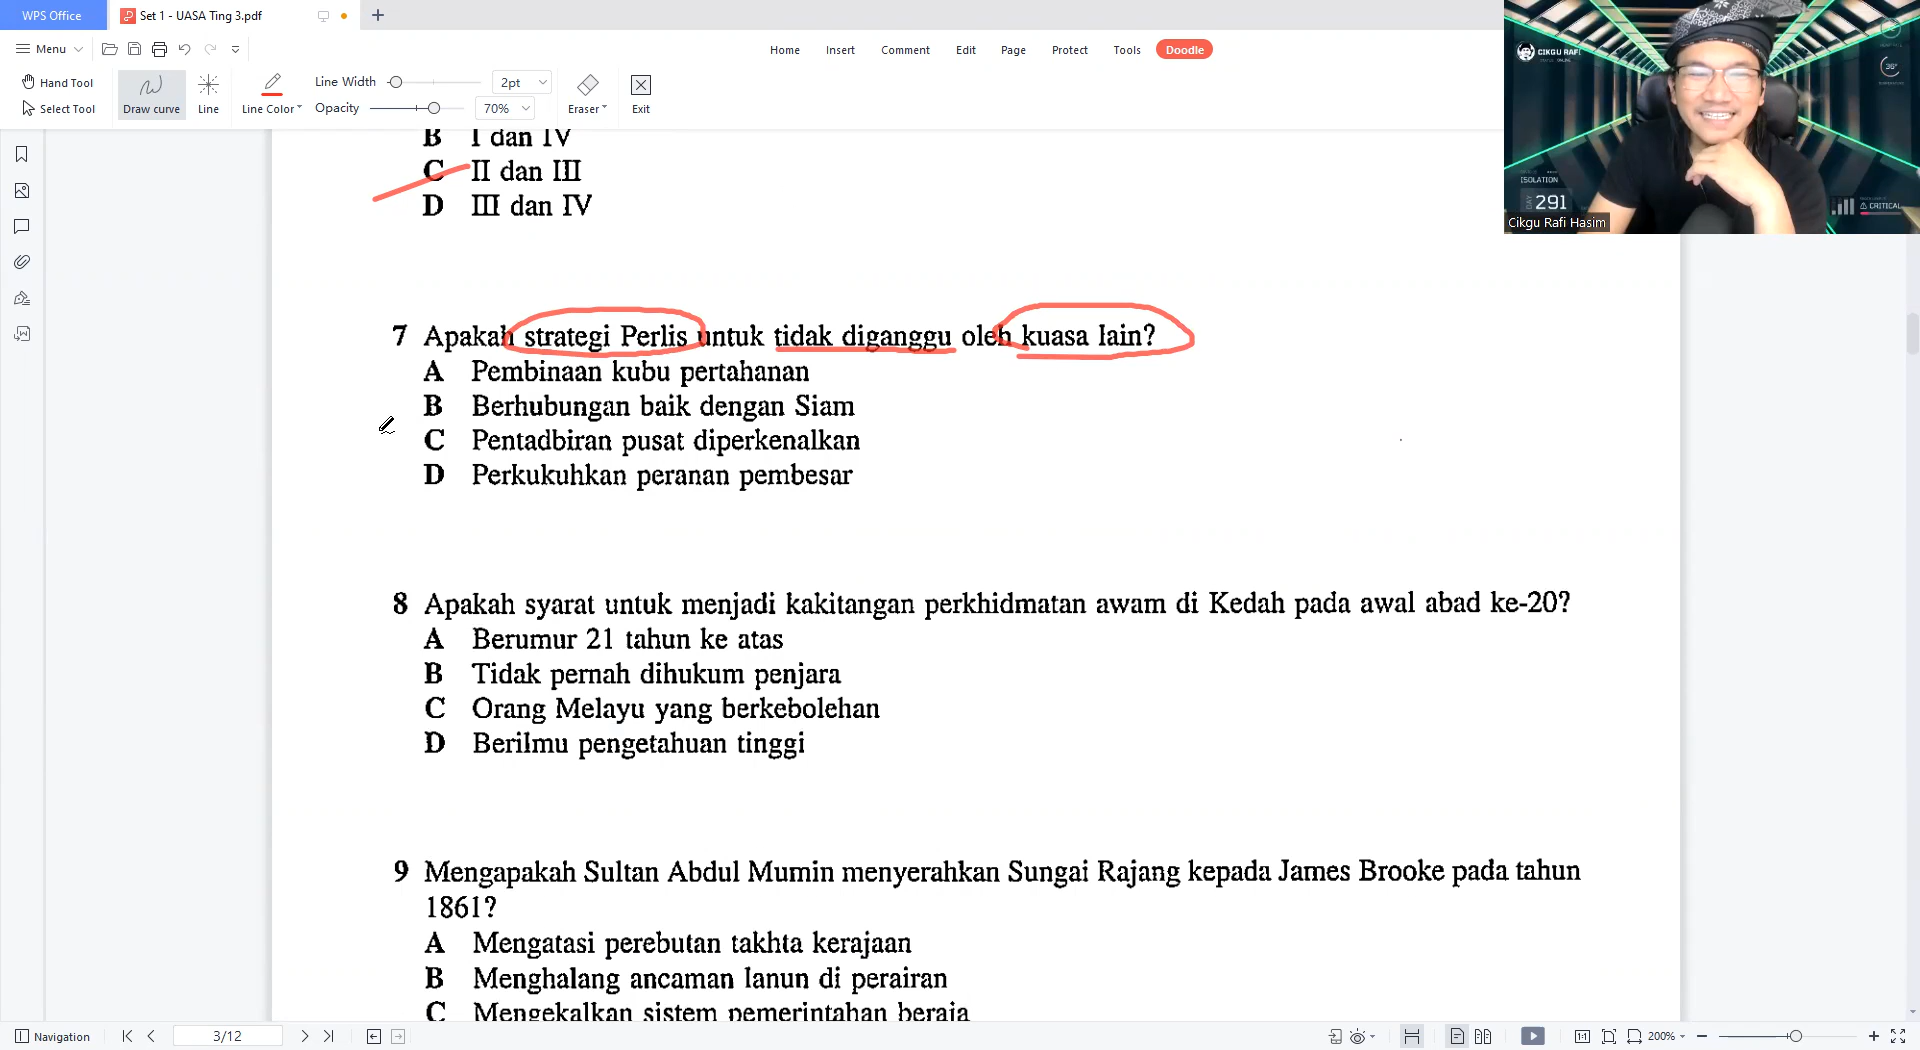 WPS Office
Set 1 - UASA Ting 3.pdf
Menu
Home Insert Comment Edit Page Protect Tools Doodle
Hand Tool
Select Tool
Draw curve
Line
Line Color
Line Width 2pt
Opacity 70%
Eraser
Exit
CIKGU RAFI
36°
ISOLATION
DAY 291
CRITICAL
Cikgu Rafi Hasim
B I dan IV
C II dan III
D III dan IV
7 Apakah strategi Perlis untuk tidak diganggu oleh kuasa lain?
A Pembinaan kubu pertahanan
B Berhubungan baik dengan Siam
C Pentadbiran pusat diperkenalkan
D Perkukuhkan peranan pembesar
8 Apakah syarat untuk menjadi kakitangan perkhidmatan awam di Kedah pada awal abad ke-20?
A Berumur 21 tahun ke atas
B Tidak pernah dihukum penjara
C Orang Melayu yang berkebolehan
D Berilmu pengetahuan tinggi
9 Mengapakah Sultan Abdul Mumin menyerahkan Sungai Rajang kepada James Brooke pada tahun
1861?
A Mengatasi perebutan takhta kerajaan
B Menghalang ancaman lanun di perairan
C Mengekalkan sistem pemerintahan beraja
Navigation
3/12
1:1
200%